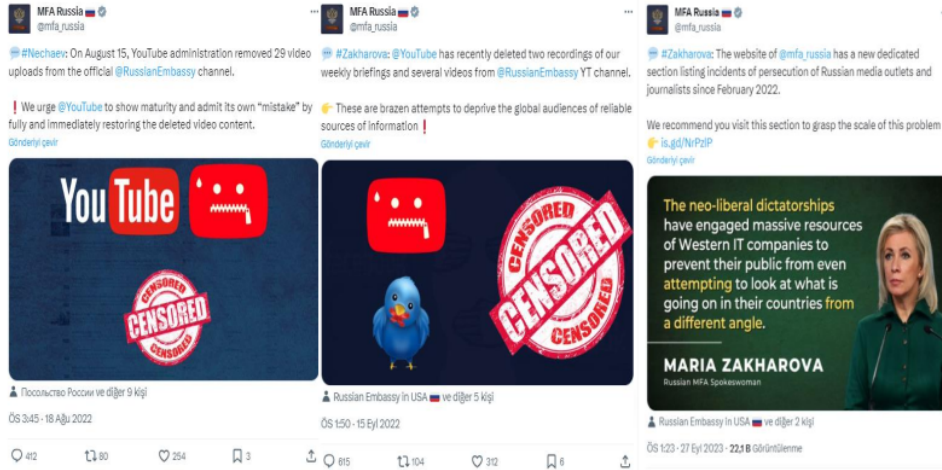 MFA Russia
@mfa_russia
#Nechaev: On August 15, YouTube administration removed 29 video
uploads from the official @RussianEmbassy channel.
We urge @YouTube to show maturity and admit its own “mistake” by
fully and immediately restoring the deleted video content.
Gönderiyi çevir
YouTube
CENSORED
CENSORED
CENSORED
Посольство России ve diğer 9 kişi
ÖS 3:45 · 18 Ağu 2022
412
80
254
3
MFA Russia
@mfa_russia
#Zakharova: @YouTube has recently deleted two recordings of our
weekly briefings and several videos from @RussianEmbassy YT channel.
These are brazen attempts to deprive the global audiences of reliable
sources of information
Gönderiyi çevir
CENSORED
CENSORED
CENSORED
Russian Embassy in USA ve diğer 5 kişi
ÖS 1:50 · 15 Eyl 2022
615
104
312
6
MFA Russia
@mfa_russia
#Zakharova: The website of @mfa_russia has a new dedicated
section listing incidents of persecution of Russian media outlets and
journalists since February 2022.
We recommend you visit this section to grasp the scale of this problem
is.gd/NrPzlP
Gönderiyi çevir
The neo-liberal dictatorships
have engaged massive resources
of Western IT companies to
prevent their public from even
attempting to look at what is
going on in their countries from
a different angle.
MARIA ZAKHAROVA
Russian MFA Spokeswoman
Russian Embassy in USA ve diğer 2 kişi
ÖS 1:23 · 27 Eyl 2023 · 22,1 B Görüntülenme